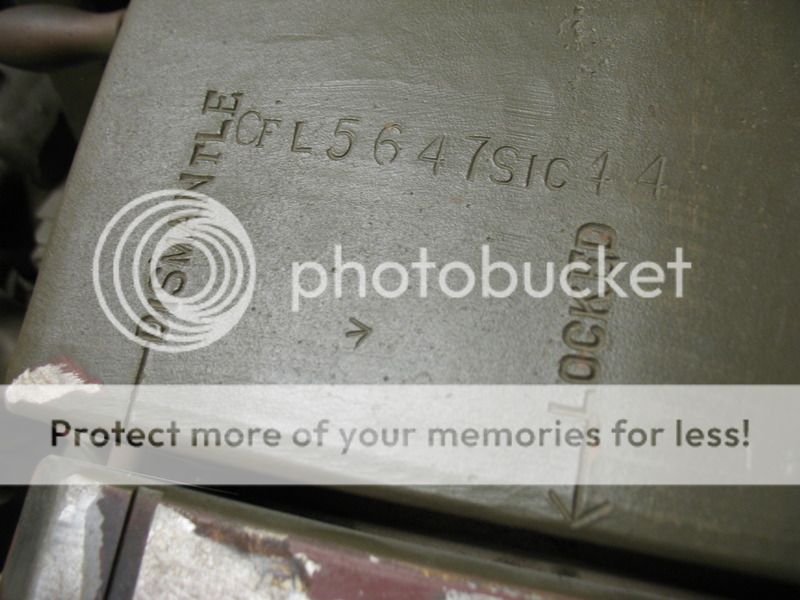 CFL5647SIC44
DISMANTLE
LOCKED
photobucket
Protect more of your memories for less!